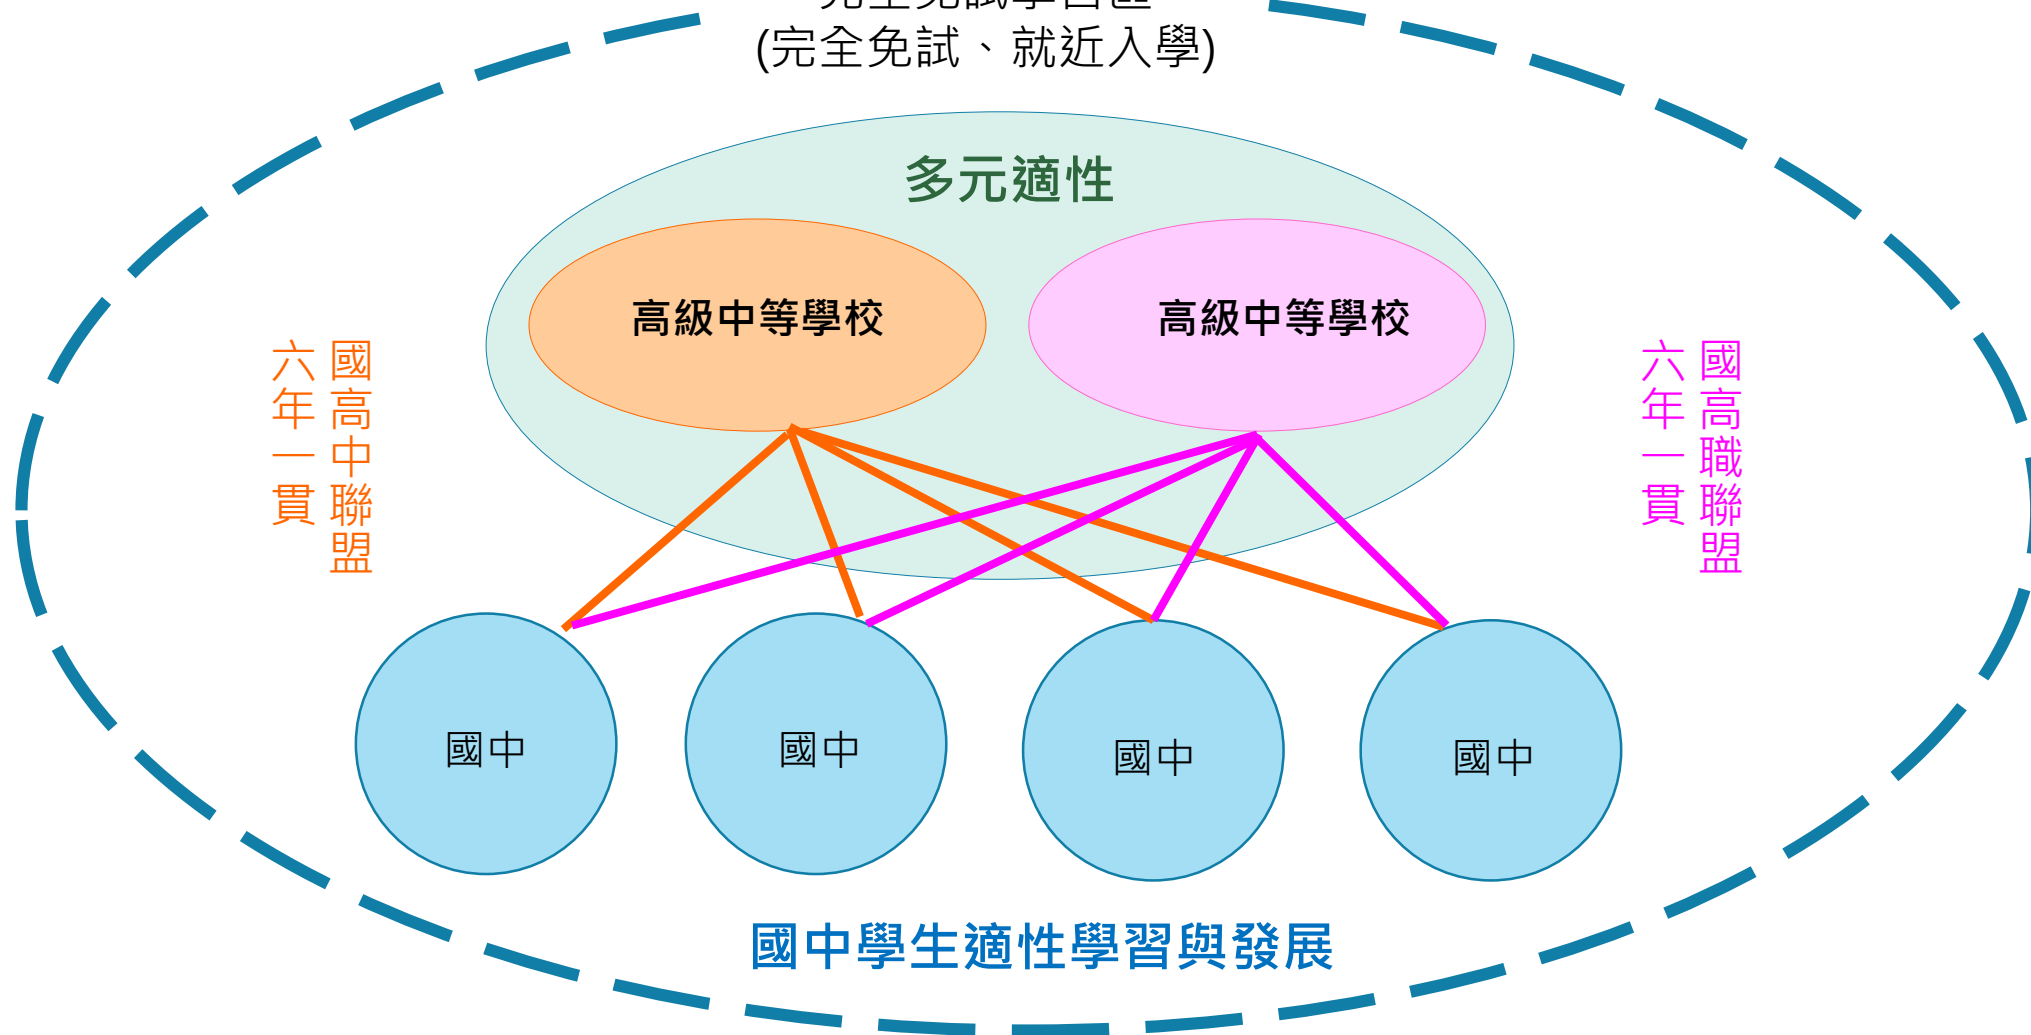 (完全免試、就近入學)
多元適性
高級中等學校
高級中等學校
國高中聯盟
六年一貫
國高職聯盟
六年一貫
國中
國中
國中
國中
國中學生適性學習與發展